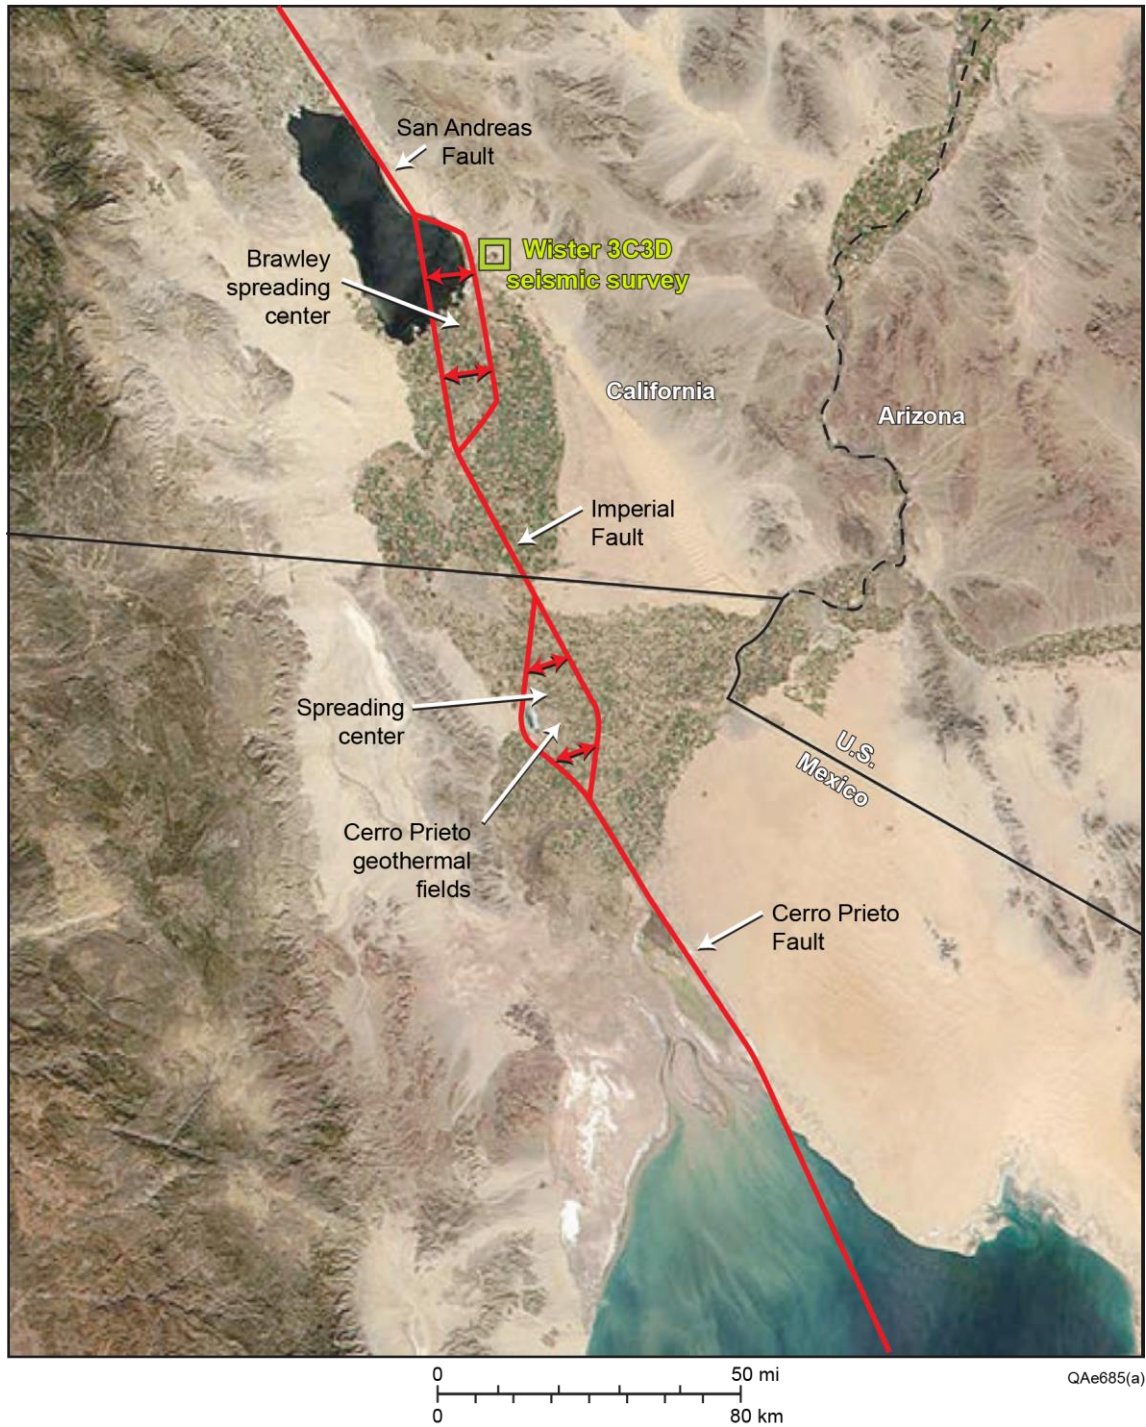 San Andreas
Fault
Brawley
spreading
center
Wister 3C3D
seismic survey
California
Arizona
Imperial
Fault
Spreading
center
U.S.
Mexico
Cerro Prieto
geothermal
fields
Cerro Prieto
Fault
0 50 mi
0 80 km
QAe685(a)